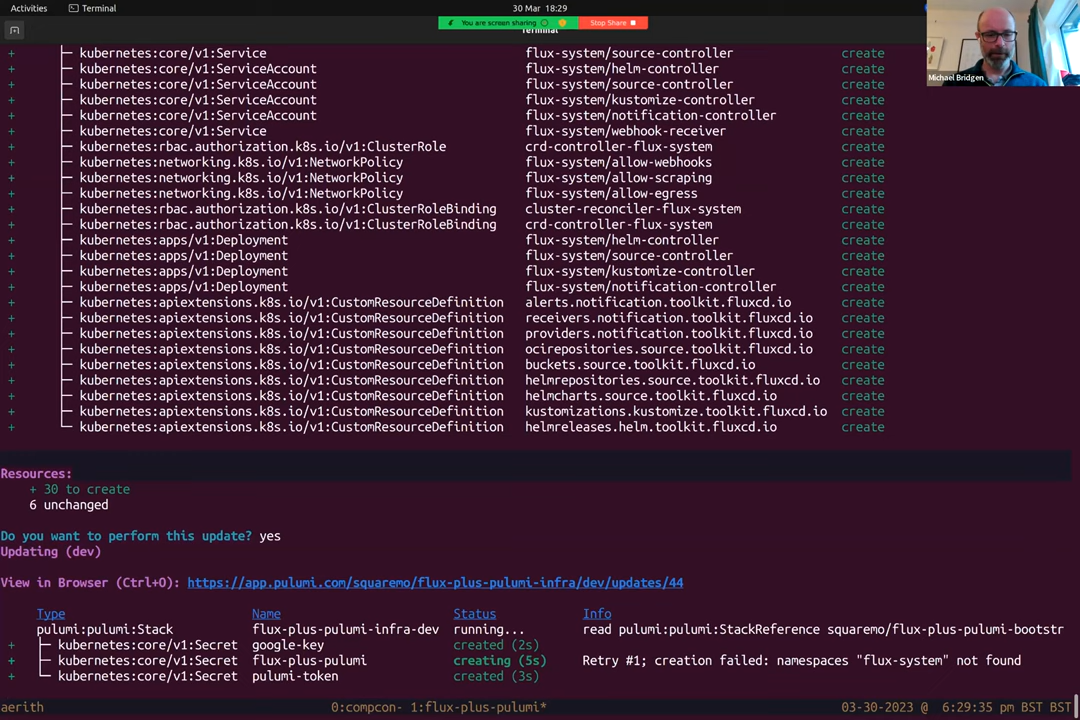 Activities Terminal 30 Mar 18:29
You are screen sharing Stop Share
Terminal
Michael Bridgen
+ ├─ kubernetes:core/v1:Service flux-system/source-controller create
+ ├─ kubernetes:core/v1:ServiceAccount flux-system/helm-controller create
+ ├─ kubernetes:core/v1:ServiceAccount flux-system/source-controller create
+ ├─ kubernetes:core/v1:ServiceAccount flux-system/kustomize-controller create
+ ├─ kubernetes:core/v1:ServiceAccount flux-system/notification-controller create
+ ├─ kubernetes:core/v1:Service flux-system/webhook-receiver create
+ ├─ kubernetes:rbac.authorization.k8s.io/v1:ClusterRole crd-controller-flux-system create
+ ├─ kubernetes:networking.k8s.io/v1:NetworkPolicy flux-system/allow-webhooks create
+ ├─ kubernetes:networking.k8s.io/v1:NetworkPolicy flux-system/allow-scraping create
+ ├─ kubernetes:networking.k8s.io/v1:NetworkPolicy flux-system/allow-egress create
+ ├─ kubernetes:rbac.authorization.k8s.io/v1:ClusterRoleBinding cluster-reconciler-flux-system create
+ ├─ kubernetes:rbac.authorization.k8s.io/v1:ClusterRoleBinding crd-controller-flux-system create
+ ├─ kubernetes:apps/v1:Deployment flux-system/helm-controller create
+ ├─ kubernetes:apps/v1:Deployment flux-system/source-controller create
+ ├─ kubernetes:apps/v1:Deployment flux-system/kustomize-controller create
+ ├─ kubernetes:apps/v1:Deployment flux-system/notification-controller create
+ ├─ kubernetes:apiextensions.k8s.io/v1:CustomResourceDefinition alerts.notification.toolkit.fluxcd.io create
+ ├─ kubernetes:apiextensions.k8s.io/v1:CustomResourceDefinition receivers.notification.toolkit.fluxcd.io create
+ ├─ kubernetes:apiextensions.k8s.io/v1:CustomResourceDefinition providers.notification.toolkit.fluxcd.io create
+ ├─ kubernetes:apiextensions.k8s.io/v1:CustomResourceDefinition ocirepositories.source.toolkit.fluxcd.io create
+ ├─ kubernetes:apiextensions.k8s.io/v1:CustomResourceDefinition buckets.source.toolkit.fluxcd.io create
+ ├─ kubernetes:apiextensions.k8s.io/v1:CustomResourceDefinition helmrepositories.source.toolkit.fluxcd.io create
+ ├─ kubernetes:apiextensions.k8s.io/v1:CustomResourceDefinition helmcharts.source.toolkit.fluxcd.io create
+ ├─ kubernetes:apiextensions.k8s.io/v1:CustomResourceDefinition kustomizations.kustomize.toolkit.fluxcd.io create
+ └─ kubernetes:apiextensions.k8s.io/v1:CustomResourceDefinition helmreleases.helm.toolkit.fluxcd.io create
Resources:
+ 30 to create
6 unchanged
Do you want to perform this update? yes
Updating (dev)
View in Browser (Ctrl+O): https://app.pulumi.com/squaremo/flux-plus-pulumi-infra/dev/updates/44
Type Name Status Info
pulumi:pulumi:Stack flux-plus-pulumi-infra-dev running... read pulumi:pulumi:StackReference squaremo/flux-plus-pulumi-bootstr
+ ├─ kubernetes:core/v1:Secret google-key created (2s)
+ ├─ kubernetes:core/v1:Secret flux-plus-pulumi creating (5s) Retry #1; creation failed: namespaces "flux-system" not found
+ └─ kubernetes:core/v1:Secret pulumi-token created (3s)
aerith 0:compcon- 1:flux-plus-pulumi* 03-30-2023 @ 6:29:35 pm BST BST